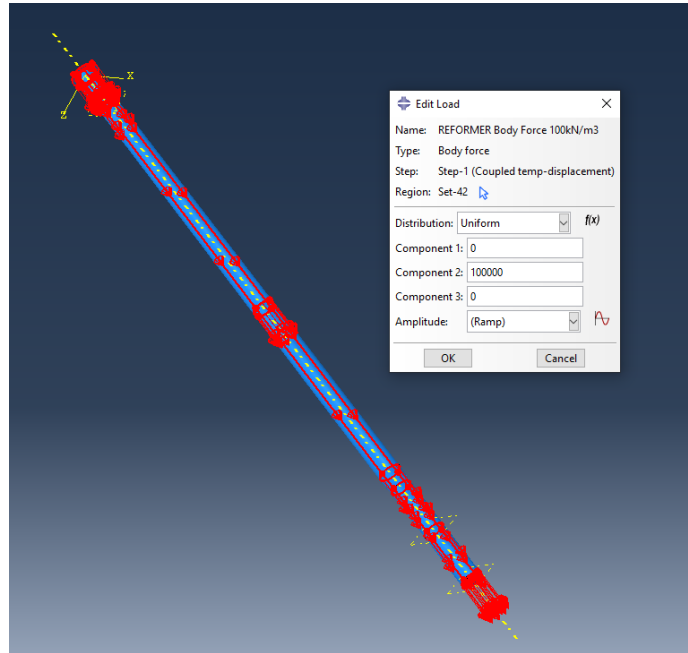 X
Z
Edit Load
Name: REFORMER Body Force 100kN/m3
Type: Body force
Step: Step-1 (Coupled temp-displacement)
Region: Set-42
Distribution: Uniform f(x)
Component 1: 0
Component 2: 100000
Component 3: 0
Amplitude: (Ramp)
OK Cancel